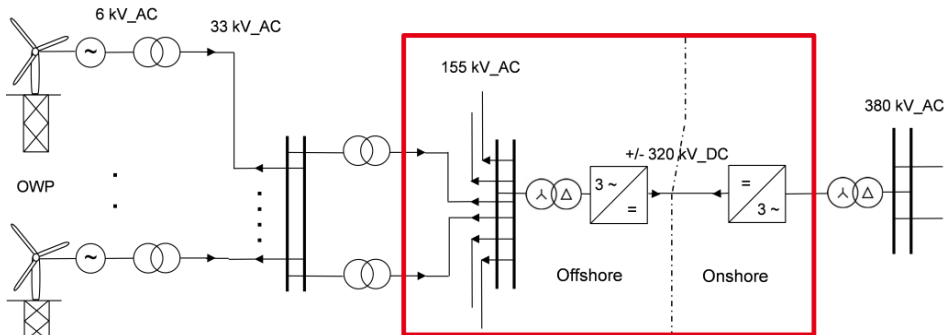 6 kV_AC
33 kV_AC
155 kV_AC
380 kV_AC
+/- 320 kV_DC
OWP
~
~
3 ~
=
=
3 ~
Y
Δ
Y
Δ
Offshore
Onshore